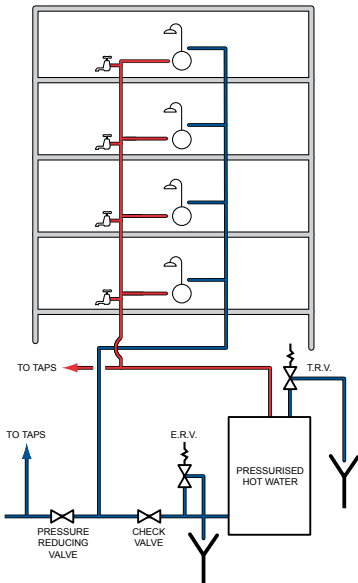 TO TAPS
T.R.V.
TO TAPS
E.R.V.
PRESSURISED
HOT WATER
PRESSURE
REDUCING
VALVE
CHECK
VALVE